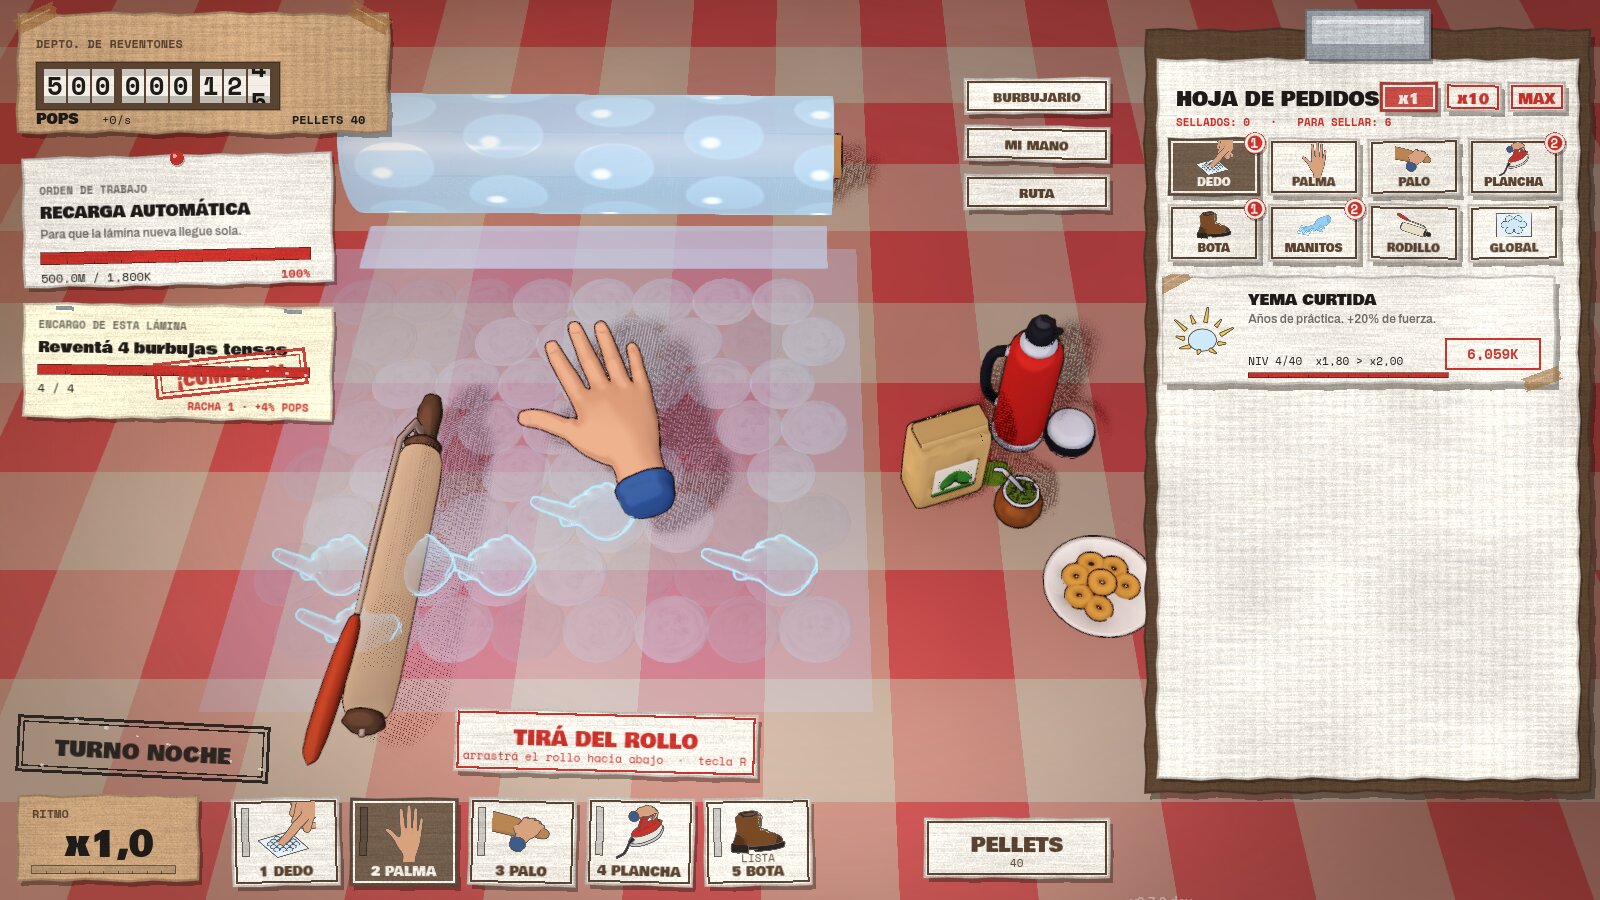 DEPTO. DE REVENTONES
50000012
POPS +0/s PELLETS 40
ORDEN DE TRABAJO
RECARGA AUTOMÁTICA
Para que la lámina nueva llegue sola.
500.0M / 1.800K 100%
ENCARGO DE ESTA LÁMINA
Reventá 4 burbujas tensas
4 / 4
RACHA 1 · +4% POPS
BURBUJARIO
MI MANO
RUTA
HOJA DE PEDIDOS x1 x10 MAX
SELLADOS: 0 · PARA SELLAR: 6
1 2
DEDO PALMA PALO PLANCHA
1 2
BOTA MANITOS RODILLO GLOBAL
YEMA CURTIDA
Años de práctica. +20% de fuerza.
NIV 4/40 x1,80 > x2,00 6.059K
TURNO NOCHE
TIRÁ DEL ROLLO
arrastrá el rollo hacia abajo · tecla R
RITMO
x1,0
1 DEDO
2 PALMA
3 PALO
4 PLANCHA
LISTA
5 BOTA
PELLETS
40